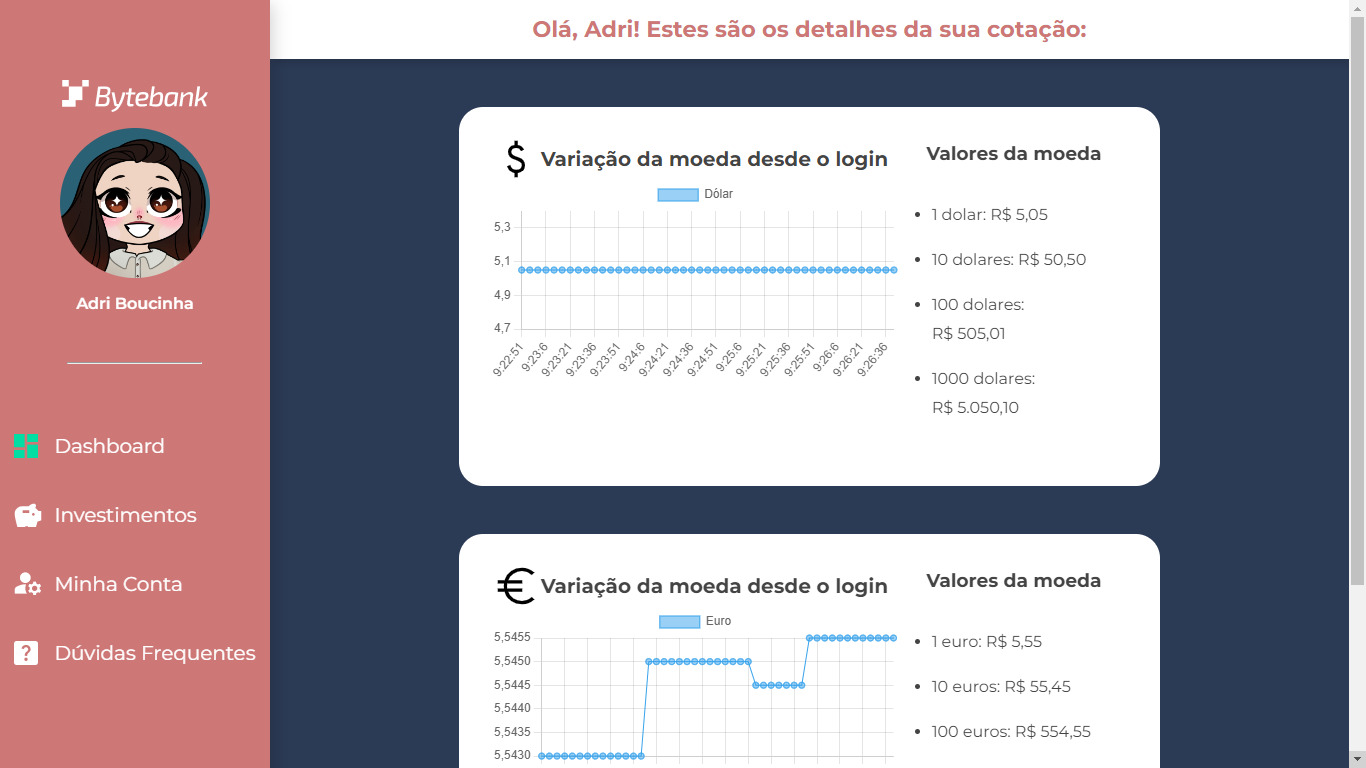 Olá, Adri! Estes são os detalhes da sua cotação:
Bytebank
Adri Boucinha
Dashboard
Investimentos
Minha Conta
? Dúvidas Frequentes
$ Variação da moeda desde o login
Dólar
5,3
5,1
4,9
4,7
9:22:51
9:23:6
9:23:21
9:23:36
9:23:51
9:24:6
9:24:21
9:24:36
9:24:51
9:25:6
9:25:21
9:25:36
9:25:51
9:26:6
9:26:21
9:26:36
Valores da moeda
• 1 dolar: R$ 5,05
• 10 dolares: R$ 50,50
• 100 dolares:
R$ 505,01
• 1000 dolares:
R$ 5.050,10
€ Variação da moeda desde o login
Euro
5,5455
5,5450
5,5445
5,5440
5,5435
5,5430
Valores da moeda
• 1 euro: R$ 5,55
• 10 euros: R$ 55,45
• 100 euros: R$ 554,55